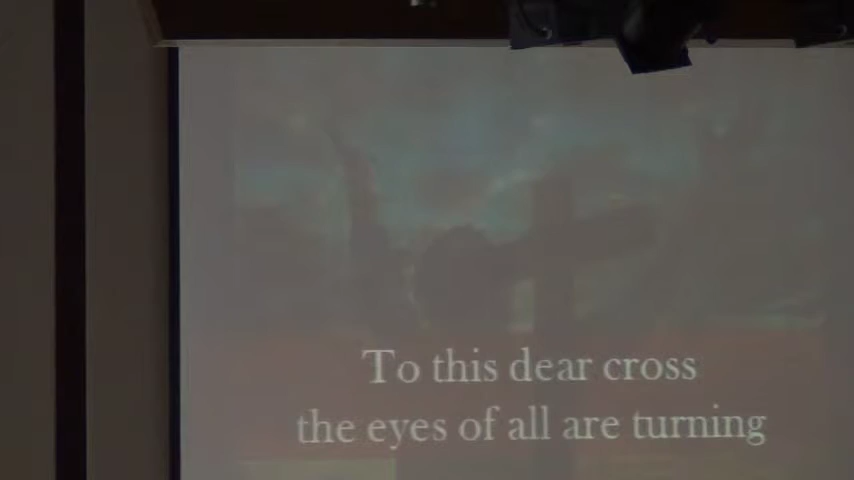 To this dear cross
the eyes of all are turning